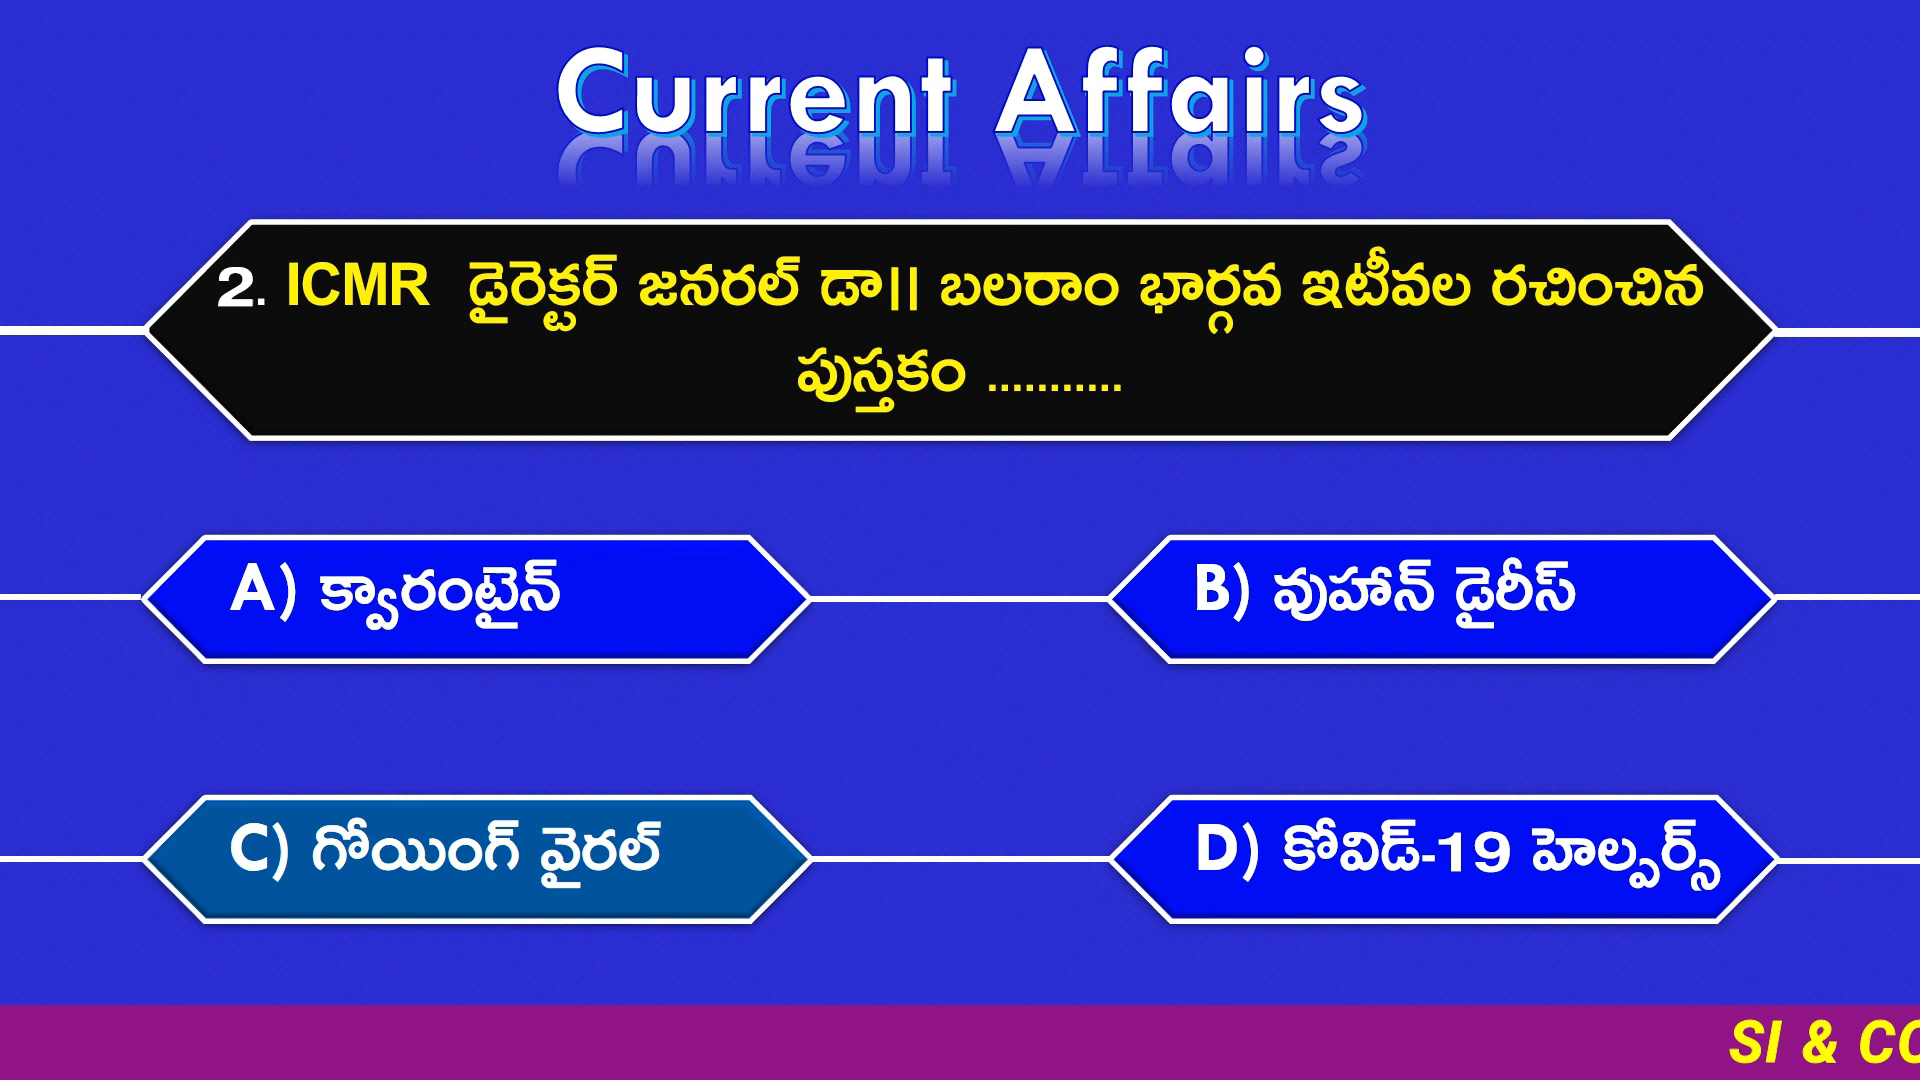 Current Affairs
2. ICMR డైరెక్టర్ జనరల్ డా|| బలరాం భార్గవ ఇటీవల రచించిన
పుస్తకం ...........
A) క్వారంటైన్
B) వుహాన్ డైరీస్
C) గోయింగ్ వైరల్
D) కోవిడ్-19 హెల్పర్స్
SI & CO